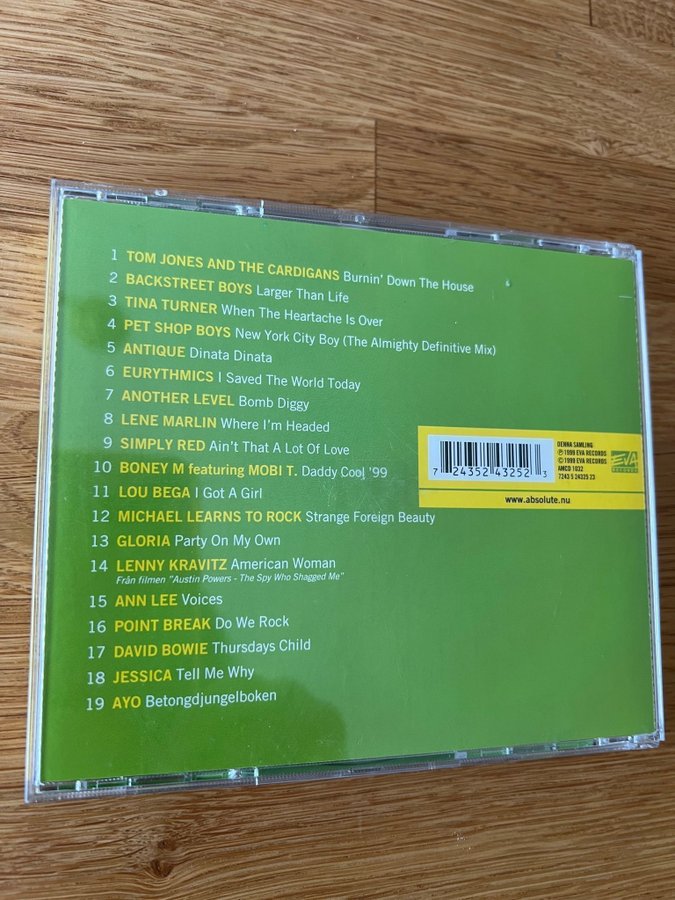 1 TOM JONES AND THE CARDIGANS Burnin' Down The House
2 BACKSTREET BOYS Larger Than Life
3 TINA TURNER When The Heartache Is Over
4 PET SHOP BOYS New York City Boy (The Almighty Definitive Mix)
5 ANTIQUE Dinata Dinata
6 EURYTHMICS I Saved The World Today
7 ANOTHER LEVEL Bomb Diggy
8 LENE MARLIN Where I'm Headed
9 SIMPLY RED Ain't That A Lot Of Love
10 BONEY M featuring MOBI T. Daddy Cool '99
11 LOU BEGA I Got A Girl
12 MICHAEL LEARNS TO ROCK Strange Foreign Beauty
13 GLORIA Party On My Own
14 LENNY KRAVITZ American Woman
Från filmen "Austin Powers - The Spy Who Shagged Me"
15 ANN LEE Voices
16 POINT BREAK Do We Rock
17 DAVID BOWIE Thursdays Child
18 JESSICA Tell Me Why
19 AYO Betongdjungelboken
7 24352 43252 3
DENNA SAMLING:
℗ 1999 EVA RECORDS
© 1999 EVA RECORDS
AMCD 1032
7243 5 24325 23
EVA
RECORDS
www.absolute.nu